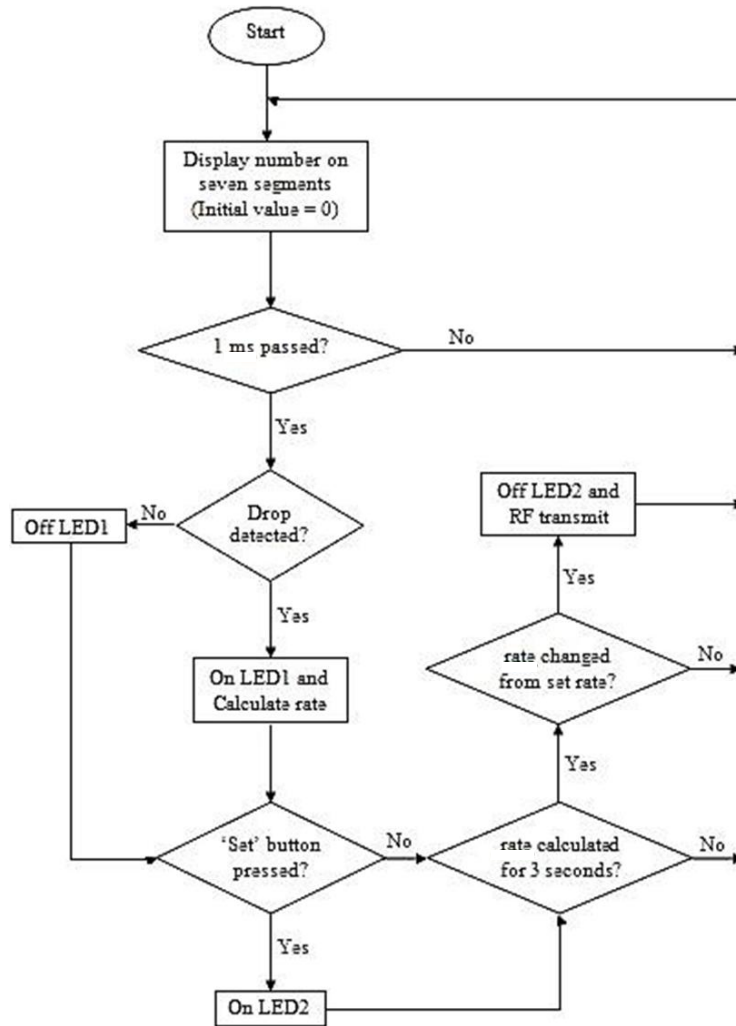 Start
Display number on
seven segments
(Initial value = 0)
1 ms passed?
No
Yes
Drop
detected?
No
Off LED1
Yes
On LED1 and
Calculate rate
'Set' button
pressed?
No
Yes
On LED2
rate calculated
for 3 seconds?
No
Yes
rate changed
from set rate?
No
Yes
Off LED2 and
RF transmit